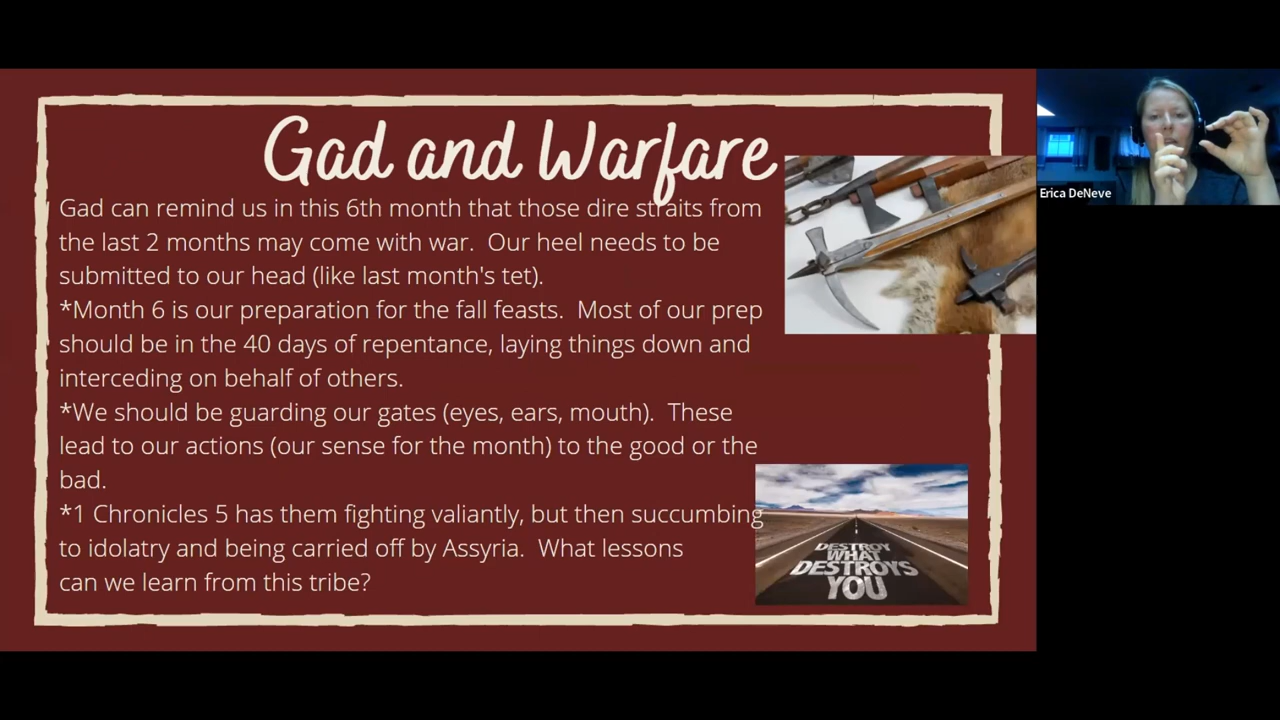 Gad and Warfare
Gad can remind us in this 6th month that those dire straits from
the last 2 months may come with war. Our heel needs to be
submitted to our head (like last month's tet).
*Month 6 is our preparation for the fall feasts. Most of our prep
should be in the 40 days of repentance, laying things down and
interceding on behalf of others.
*We should be guarding our gates (eyes, ears, mouth). These
lead to our actions (our sense for the month) to the good or the
bad.
*1 Chronicles 5 has them fighting valiantly, but then succumbing
to idolatry and being carried off by Assyria. What lessons
can we learn from this tribe?
DESTROY
WHAT
DESTROYS
YOU
Erica DeNeve